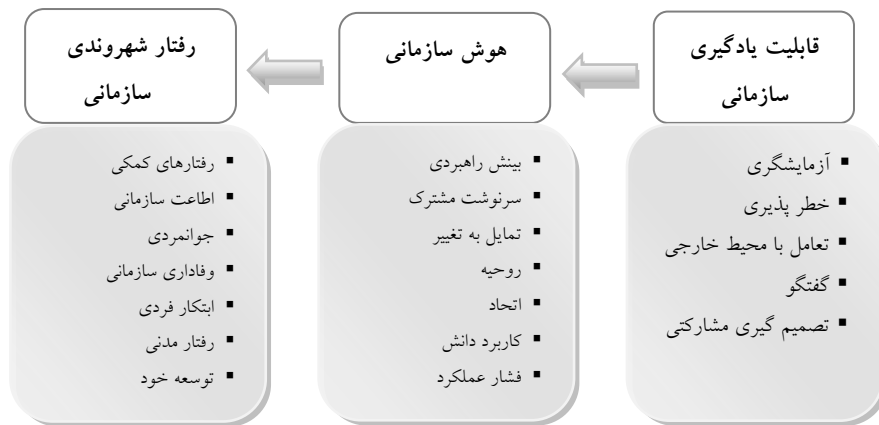 قابلیت یادگیری
سازمانی
▪ آزمایشگری
▪ خطر پذیری
▪ تعامل با محیط خارجی
▪ گفتگو
▪ تصمیم گیری مشارکتی
هوش سازمانی
▪ بینش راهبردی
▪ سرنوشت مشترک
▪ تمایل به تغییر
▪ روحیه
▪ اتحاد
▪ کاربرد دانش
▪ فشار عملکرد
رفتار شهروندی
سازمانی
▪ رفتارهای کمکی
▪ اطاعت سازمانی
▪ جوانمردی
▪ وفاداری سازمانی
▪ ابتکار فردی
▪ رفتار مدنی
▪ توسعه خود